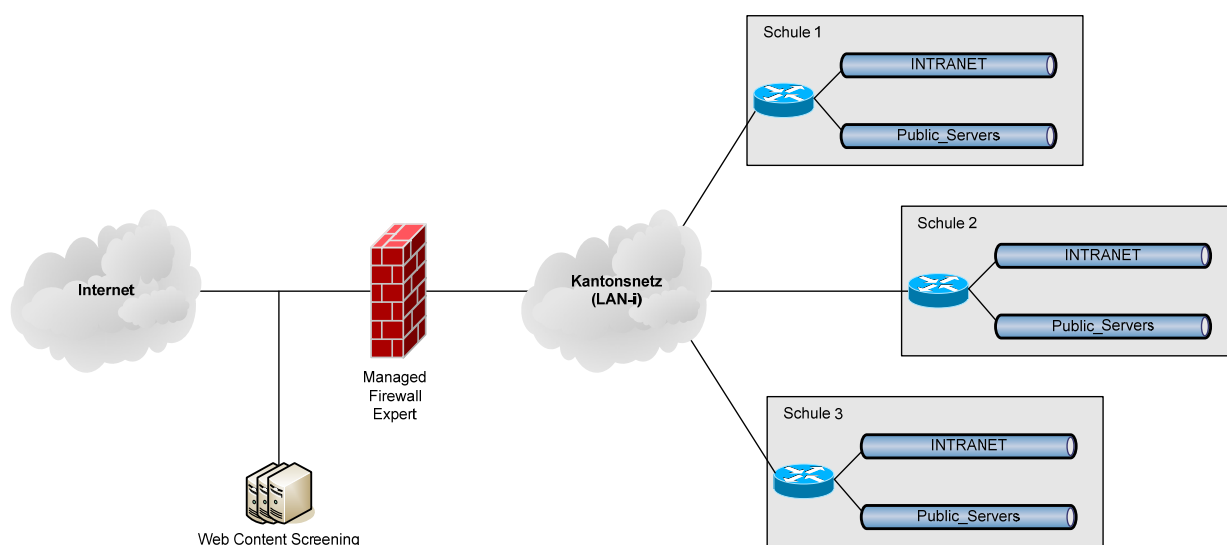 Schule 1
INTRANET
Public_Servers
Schule 2
INTRANET
Public_Servers
Internet
Kantonsnetz
(LAN-i)
Managed
Firewall
Expert
Schule 3
INTRANET
Public_Servers
Web Content Screening